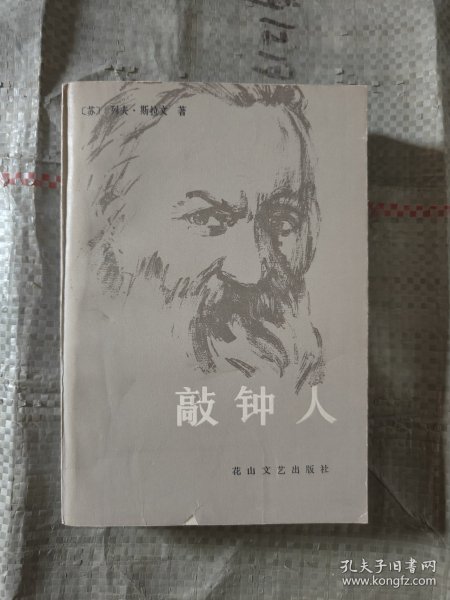 〔苏〕 列夫·斯拉文 著
敲钟人
花山文艺出版社
孔夫子旧书网
www.kongfz.com